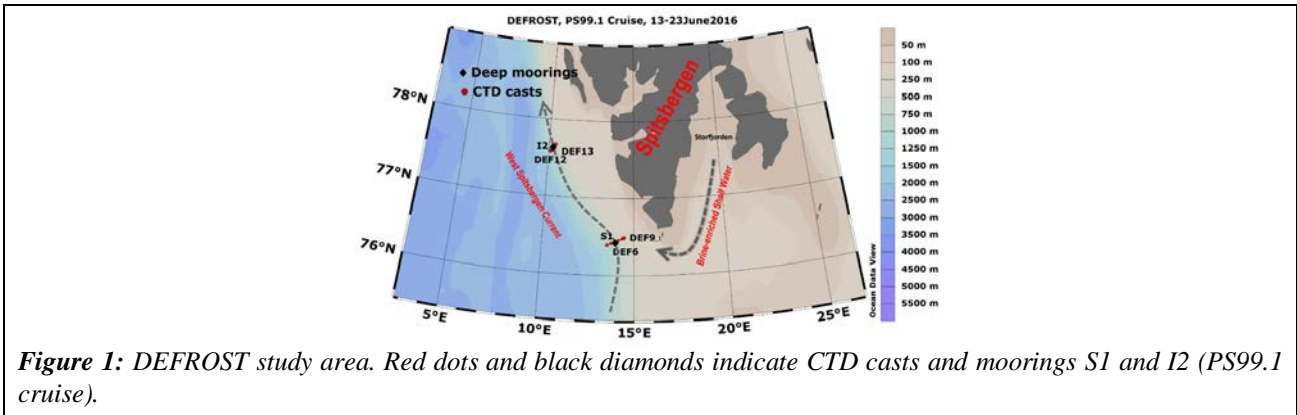 DEFROST, PS99.1 Cruise, 13-23June2016
Deep moorings
CTD casts
78°N
77°N
76°N
5°E
10°E
15°E
20°E
25°E
Spitsbergen
Storfjorden
I2
DEF13
DEF12
West Spitsbergen Current
S1
DEF9
DEF6
Brine-enriched Shelf Water
50 m
100 m
250 m
500 m
750 m
1000 m
1250 m
1500 m
2000 m
2500 m
3000 m
3500 m
4000 m
4500 m
5000 m
5500 m
Ocean Data View
Figure 1: DEFROST study area. Red dots and black diamonds indicate CTD casts and moorings S1 and I2 (PS99.1
cruise).